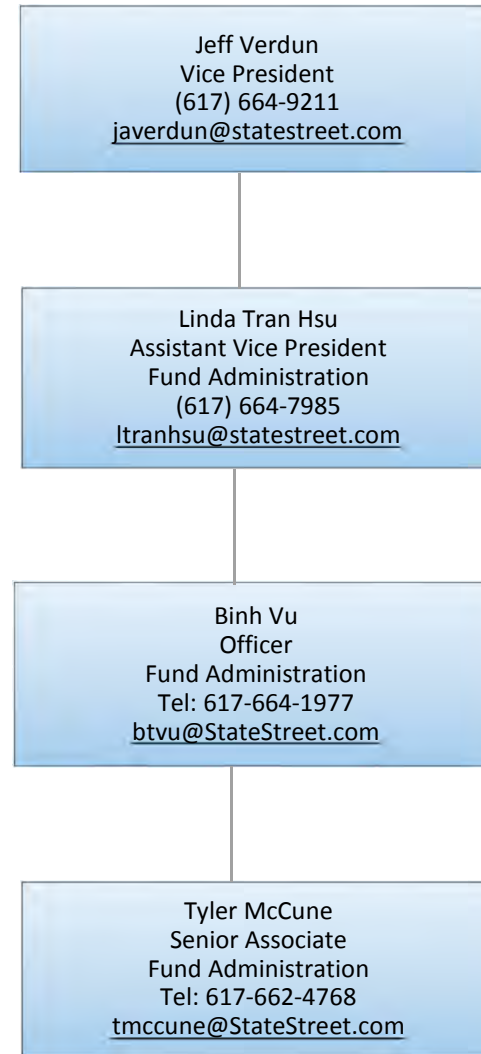 Jeff Verdun
Vice President
(617) 664-9211
javerdun@statestreet.com
Linda Tran Hsu
Assistant Vice President
Fund Administration
(617) 664-7985
ltranhsu@statestreet.com
Binh Vu
Officer
Fund Administration
Tel: 617-664-1977
btvu@StateStreet.com
Tyler McCune
Senior Associate
Fund Administration
Tel: 617-662-4768
tmccune@StateStreet.com